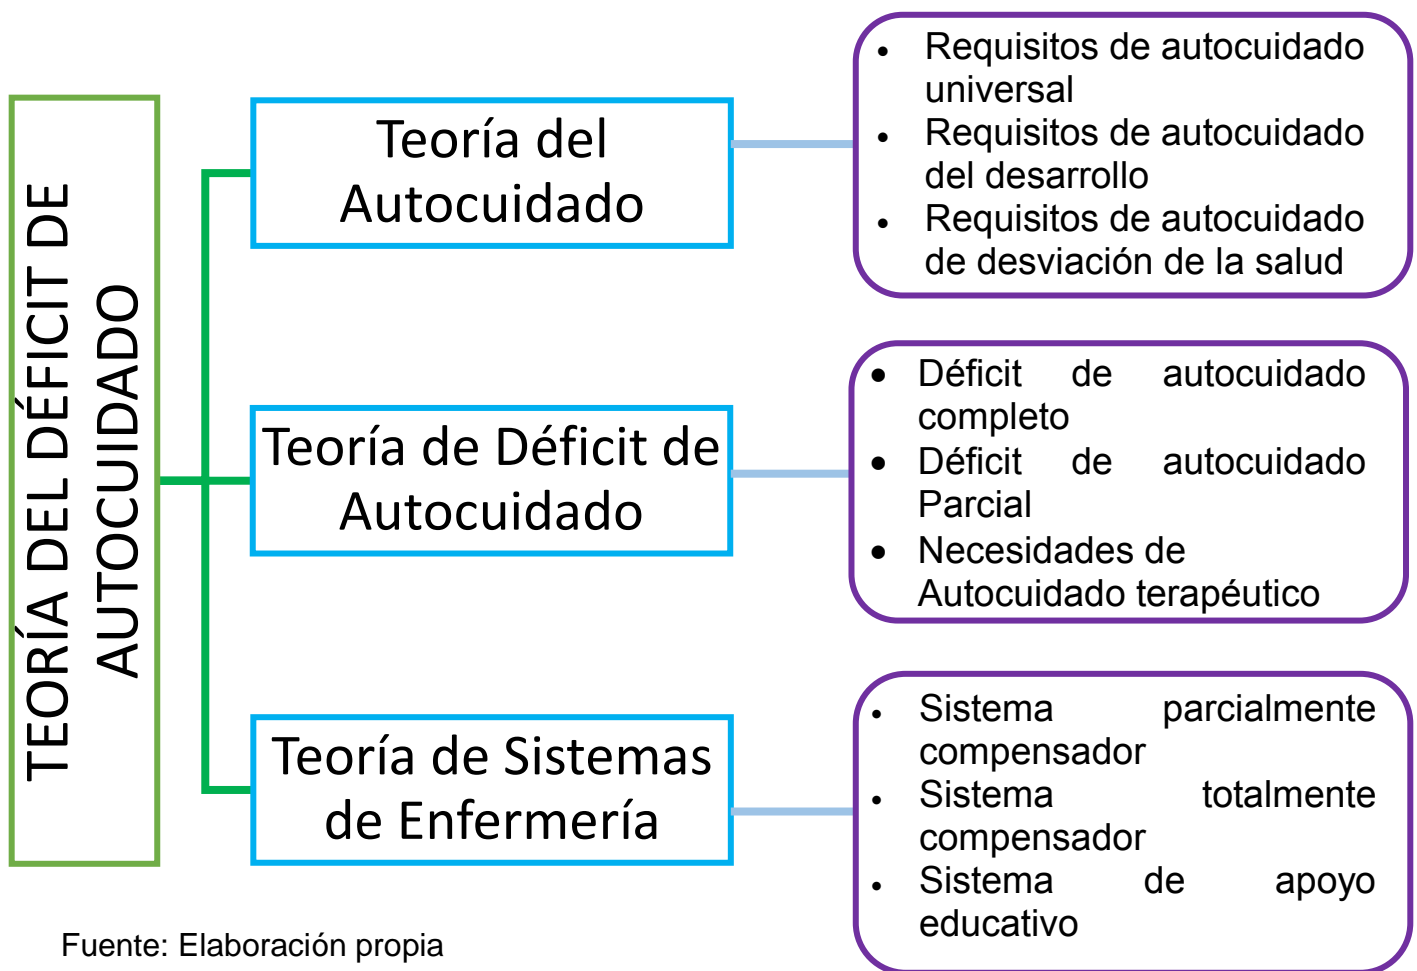 TEORÍA DEL DÉFICIT DE
AUTOCUIDADO
Teoría del
Autocuidado
• Requisitos de autocuidado
universal
• Requisitos de autocuidado
del desarrollo
• Requisitos de autocuidado
de desviación de la salud
Teoría de Déficit de
Autocuidado
• Déficit de autocuidado
completo
• Déficit de autocuidado
Parcial
• Necesidades de
Autocuidado terapéutico
Teoría de Sistemas
de Enfermería
• Sistema parcialmente
compensador
• Sistema totalmente
compensador
• Sistema de apoyo
educativo
Fuente: Elaboración propia